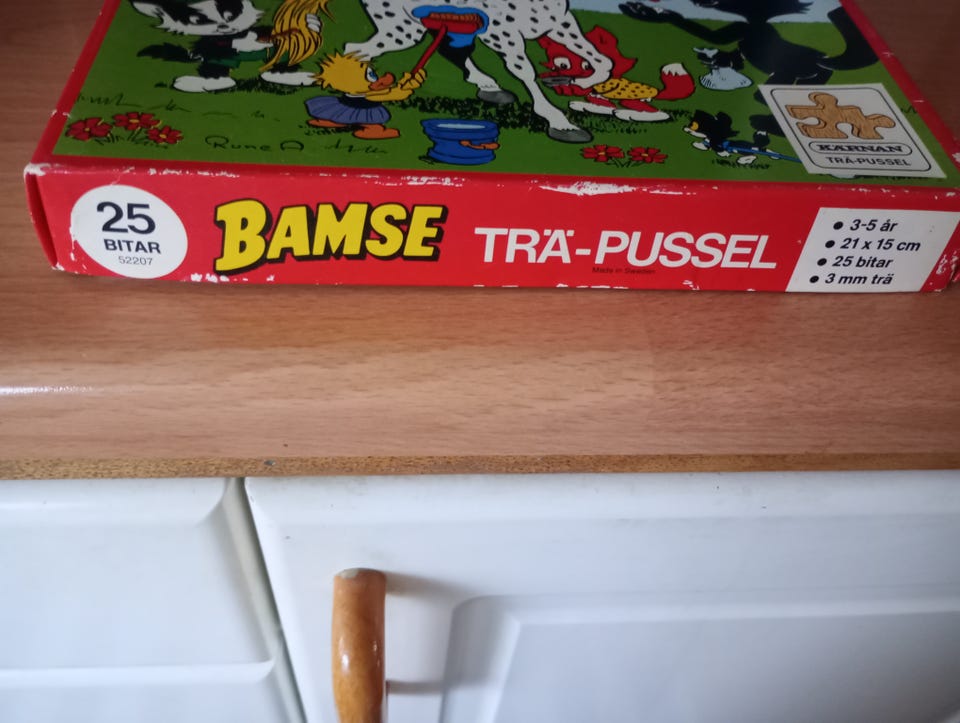 Rune A
KÄRNAN
TRÄ-PUSSEL
25
BITAR
52207
BAMSE
TRÄ-PUSSEL
Made in Sweden
• 3-5 år
• 21 x 15 cm
• 25 bitar
• 3 mm trä